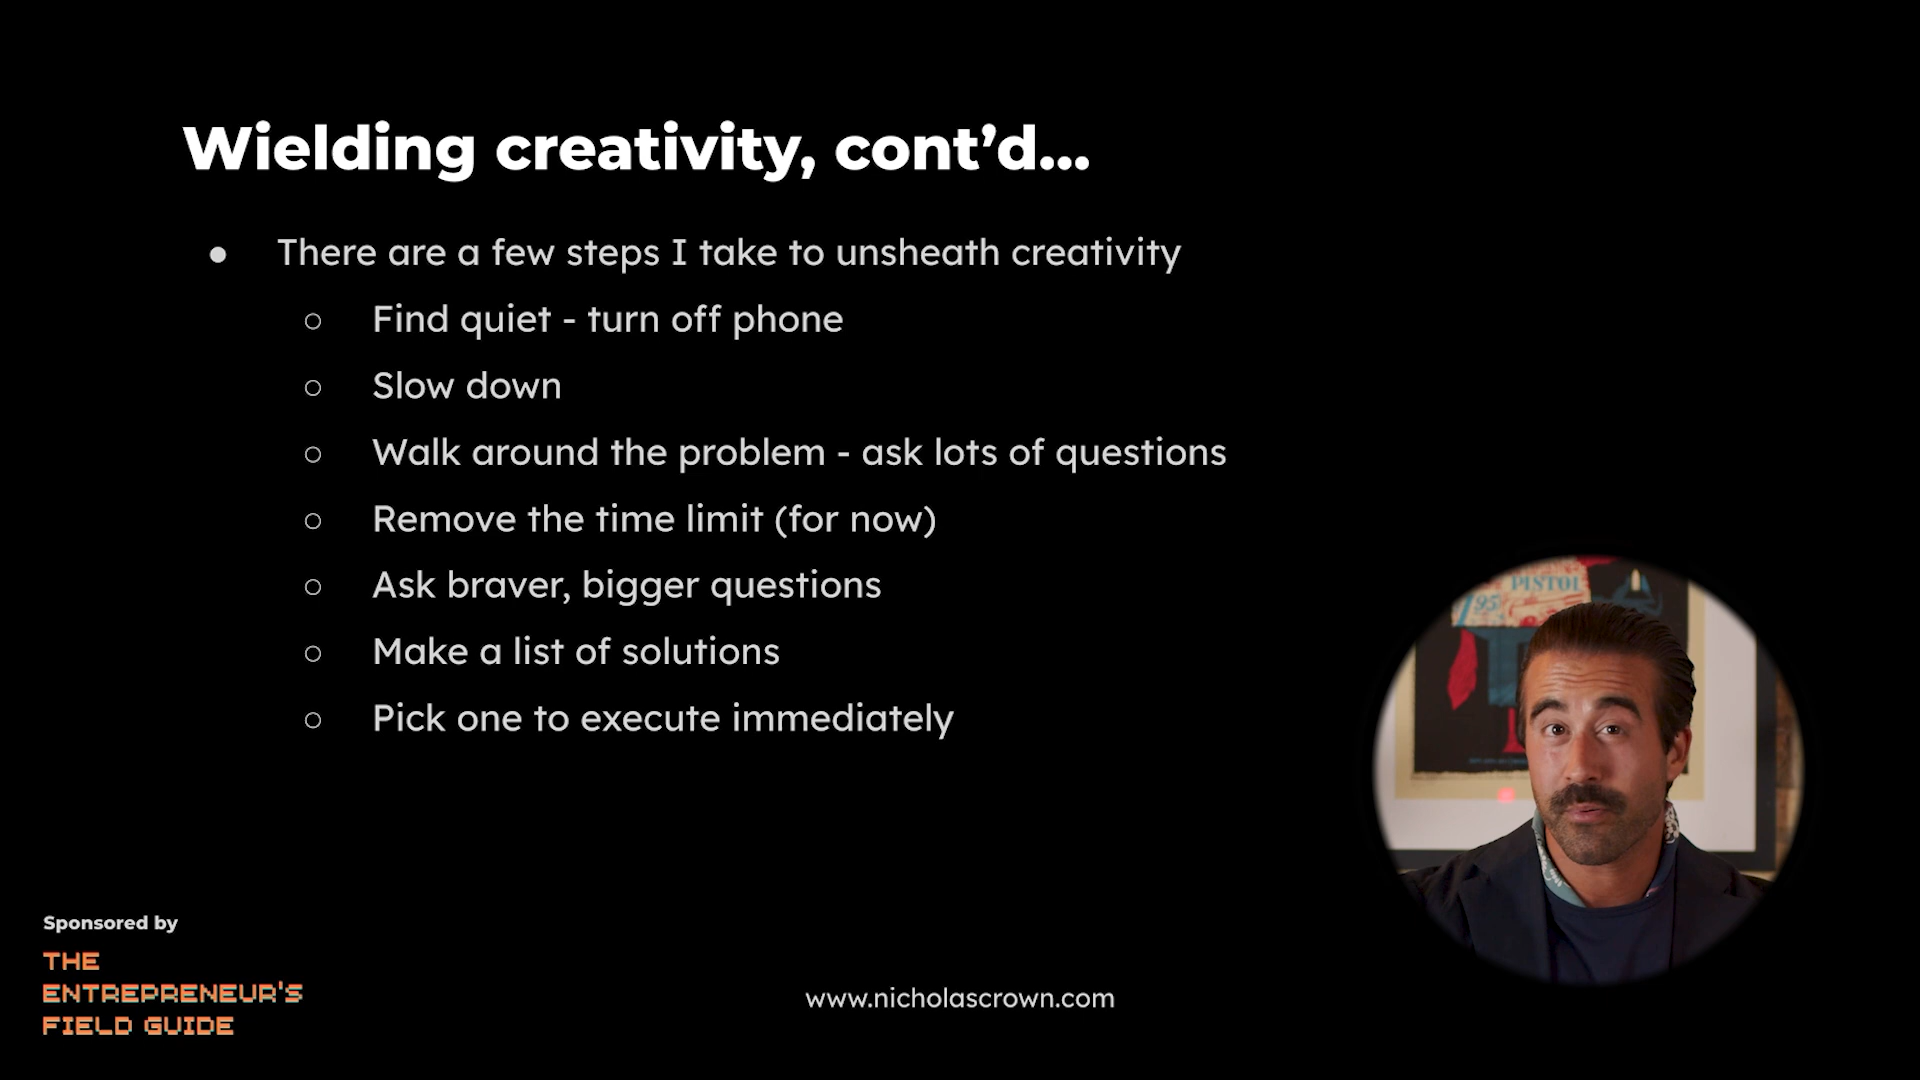 Wielding creativity, cont’d...
● There are a few steps I take to unsheath creativity
○ Find quiet - turn off phone
○ Slow down
○ Walk around the problem - ask lots of questions
○ Remove the time limit (for now)
○ Ask braver, bigger questions
○ Make a list of solutions
○ Pick one to execute immediately
PISTOL
95
Sponsored by
THE
ENTREPRENEUR'S
FIELD GUIDE
www.nicholascrown.com